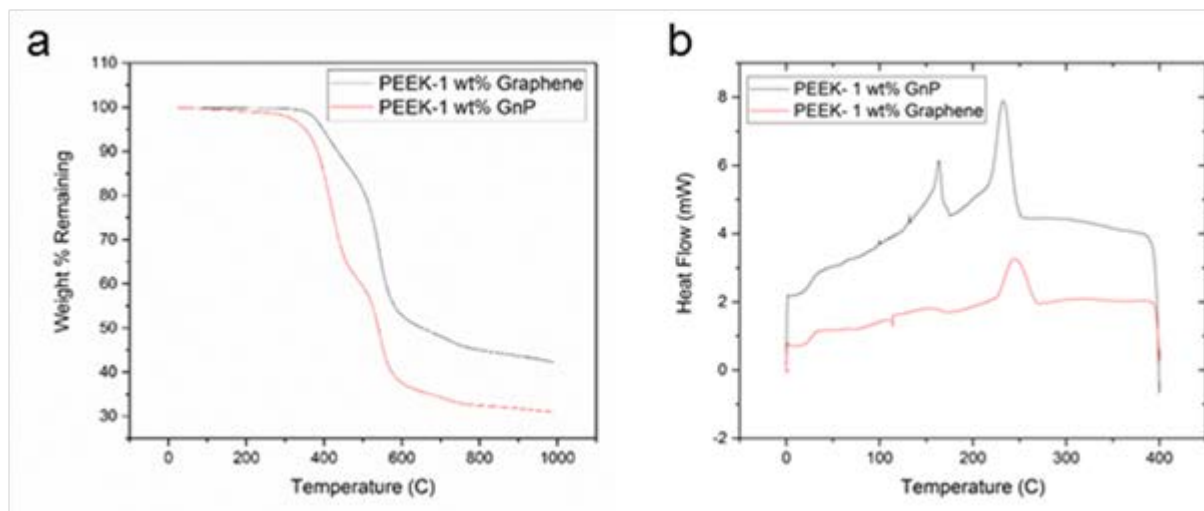 a
110
100
90
80
70
60
50
40
30
Weight % Remaining
PEEK-1 wt% Graphene
PEEK-1 wt% GnP
0 200 400 600 800 1000
Temperature (C)
b
8
6
4
2
0
-2
Heat Flow (mW)
PEEK- 1 wt% GnP
PEEK- 1 wt% Graphene
0 100 200 300 400
Temperature (C)